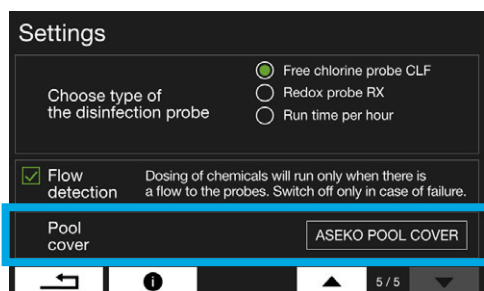 Settings
Choose type of
the disinfection probe
Free chlorine probe CLF
Redox probe RX
Run time per hour
Flow
detection
Dosing of chemicals will run only when there is
a flow to the probes. Switch off only in case of failure.
Pool
cover
ASEKO POOL COVER
i
5/5